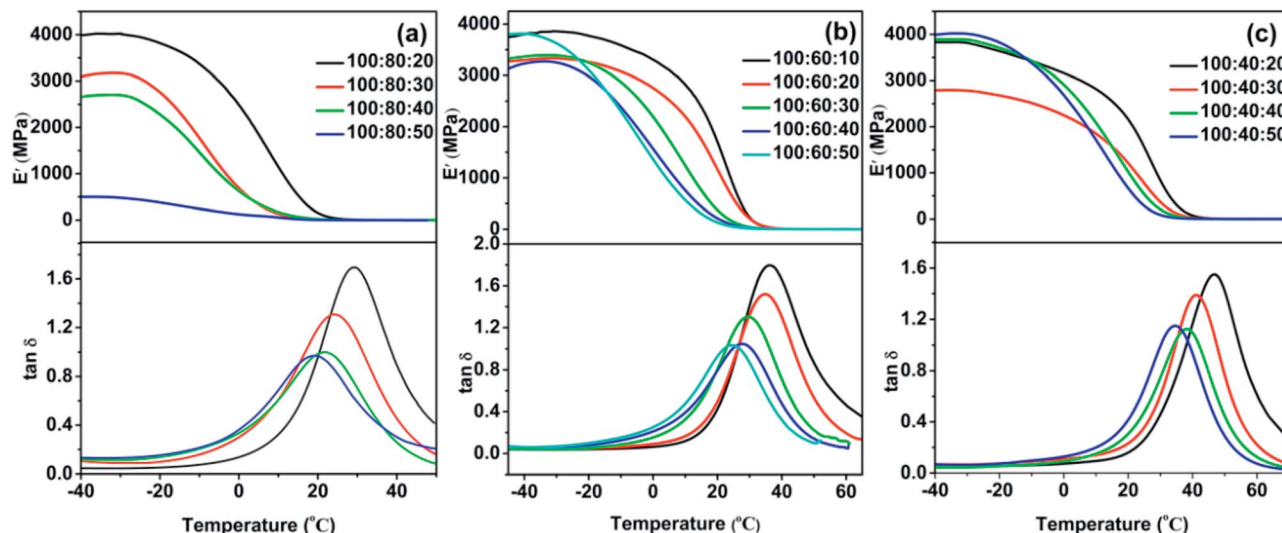 (a)
4000
3000
2000
1000
0
E′ (MPa)
100:80:20
100:80:30
100:80:40
100:80:50
1.6
1.2
0.8
0.4
0.0
tan δ
-40 -20 0 20 40
Temperature (°C)
(b)
4000
3000
2000
1000
0
E′ (MPa)
100:60:10
100:60:20
100:60:30
100:60:40
100:60:50
2.0
1.6
1.2
0.8
0.4
0.0
tan δ
-40 -20 0 20 40 60
Temperature (°C)
(c)
4000
3000
2000
1000
0
E′ (MPa)
100:40:20
100:40:30
100:40:40
100:40:50
1.6
1.2
0.8
0.4
0.0
tan δ
-40 -20 0 20 40 60
Temperature (°C)